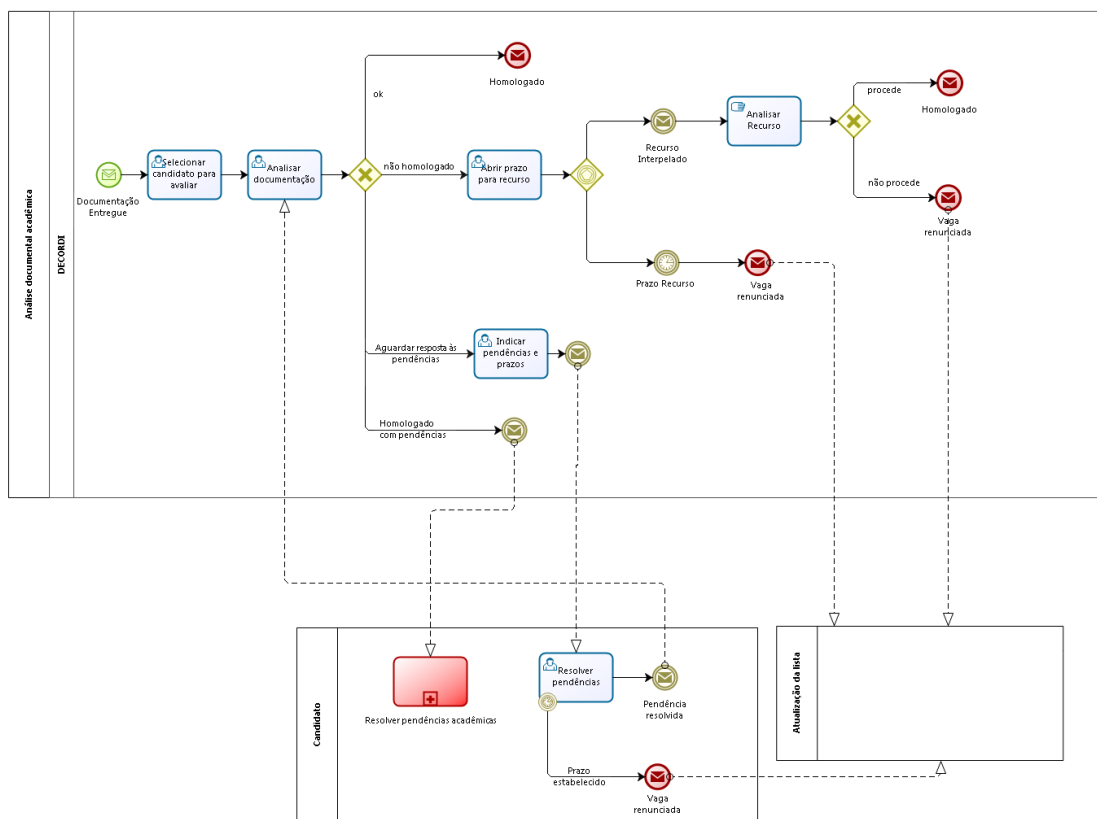 Análise documental acadêmica
DECORDI
Documentação
Entregue
Selecionar
candidato para
avaliar
Analisar
documentação
ok
Homologado
não homologado
Abrir prazo
para recurso
Recurso
Interpelado
Analisar
Recurso
procede
Homologado
não procede
Vaga
renunciada
Prazo Recurso
Vaga
renunciada
Aguardar resposta às
pendências
Indicar
pendências e
prazos
Homologado
com pendências
Candidato
Resolver pendências acadêmicas
Resolver
pendências
Pendência
resolvida
Prazo
estabelecido
Vaga
renunciada
Atualização da lista